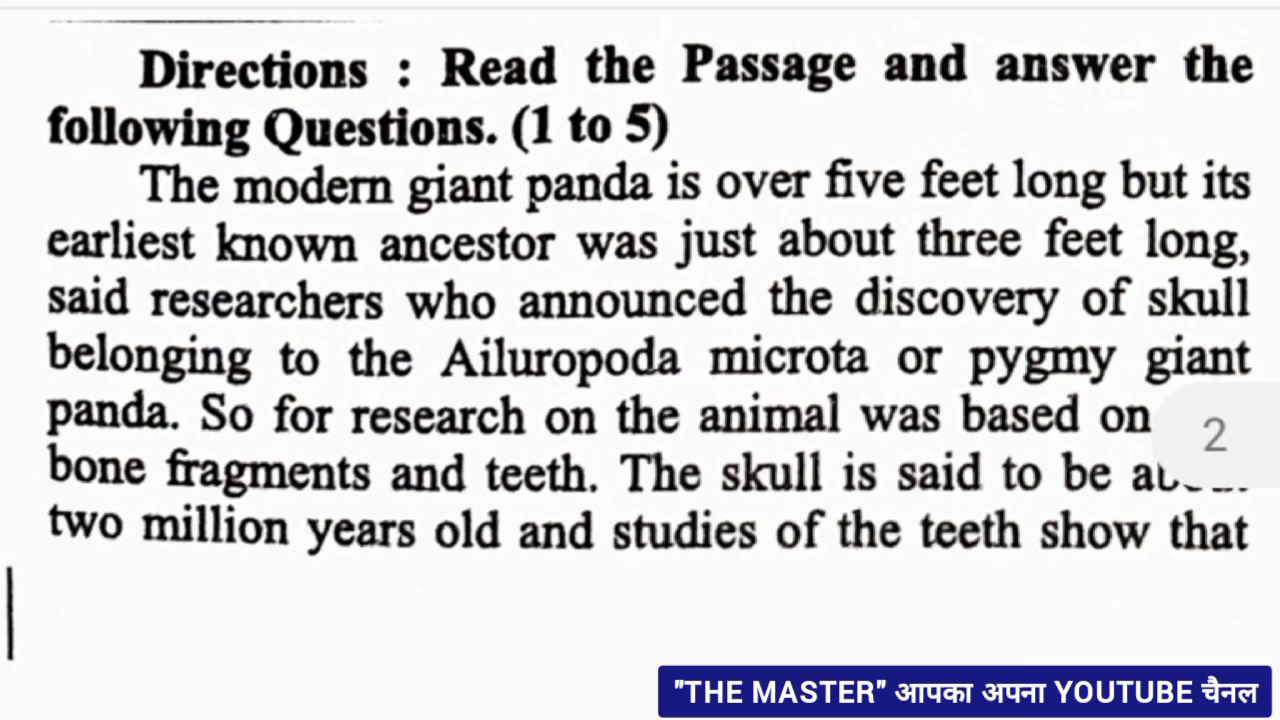 Directions : Read the Passage and answer the
following Questions. (1 to 5)
The modern giant panda is over five feet long but its
earliest known ancestor was just about three feet long,
said researchers who announced the discovery of skull
belonging to the Ailuropoda microta or pygmy giant
panda. So for research on the animal was based on
2
bone fragments and teeth. The skull is said to be
two million years old and studies of the teeth show that
"THE MASTER" आपका अपना YOUTUBE चैनल